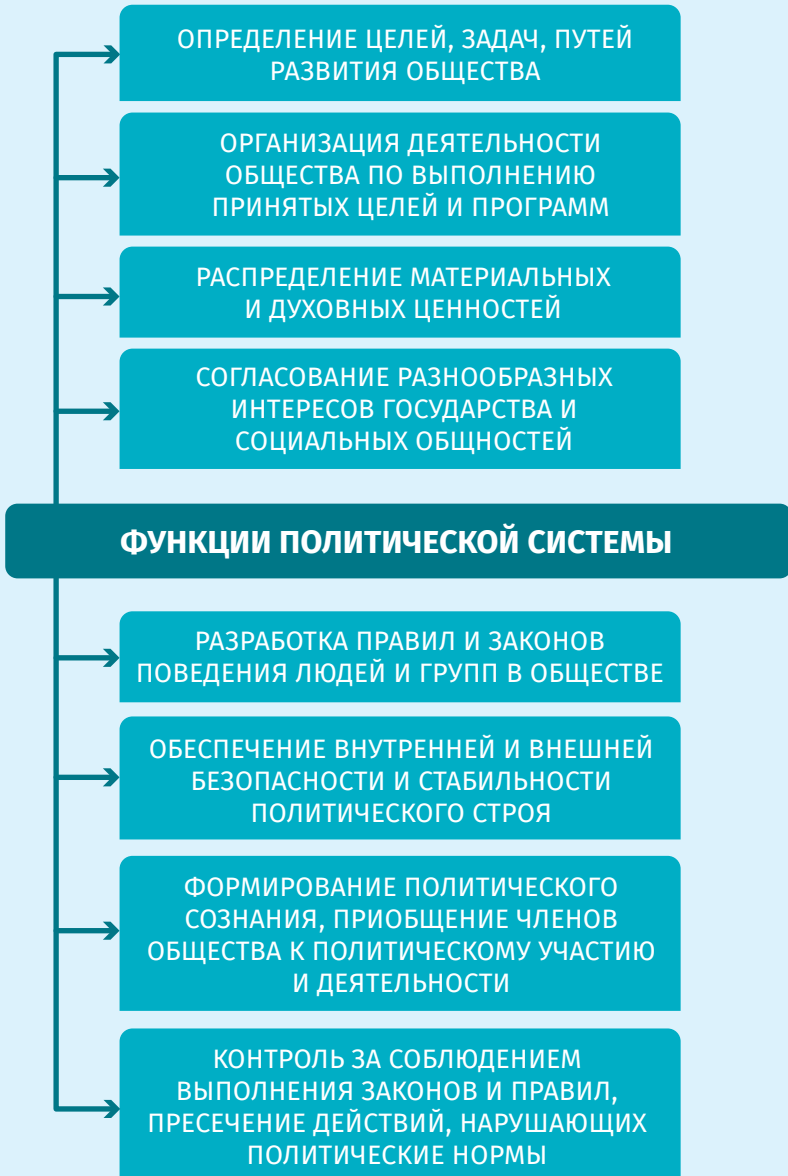 ОПРЕДЕЛЕНИЕ ЦЕЛЕЙ, ЗАДАЧ, ПУТЕЙ
РАЗВИТИЯ ОБЩЕСТВА
ОРГАНИЗАЦИЯ ДЕЯТЕЛЬНОСТИ
ОБЩЕСТВА ПО ВЫПОЛНЕНИЮ
ПРИНЯТЫХ ЦЕЛЕЙ И ПРОГРАММ
РАСПРЕДЕЛЕНИЕ МАТЕРИАЛЬНЫХ
И ДУХОВНЫХ ЦЕННОСТЕЙ
СОГЛАСОВАНИЕ РАЗНООБРАЗНЫХ
ИНТЕРЕСОВ ГОСУДАРСТВА И
СОЦИАЛЬНЫХ ОБЩНОСТЕЙ
ФУНКЦИИ ПОЛИТИЧЕСКОЙ СИСТЕМЫ
РАЗРАБОТКА ПРАВИЛ И ЗАКОНОВ
ПОВЕДЕНИЯ ЛЮДЕЙ И ГРУПП В ОБЩЕСТВЕ
ОБЕСПЕЧЕНИЕ ВНУТРЕННЕЙ И ВНЕШНЕЙ
БЕЗОПАСНОСТИ И СТАБИЛЬНОСТИ
ПОЛИТИЧЕСКОГО СТРОЯ
ФОРМИРОВАНИЕ ПОЛИТИЧЕСКОГО
СОЗНАНИЯ, ПРИОБЩЕНИЕ ЧЛЕНОВ
ОБЩЕСТВА К ПОЛИТИЧЕСКОМУ УЧАСТИЮ
И ДЕЯТЕЛЬНОСТИ
КОНТРОЛЬ ЗА СОБЛЮДЕНИЕМ
ВЫПОЛНЕНИЯ ЗАКОНОВ И ПРАВИЛ,
ПРЕСЕЧЕНИЕ ДЕЙСТВИЙ, НАРУШАЮЩИХ
ПОЛИТИЧЕСКИЕ НОРМЫ